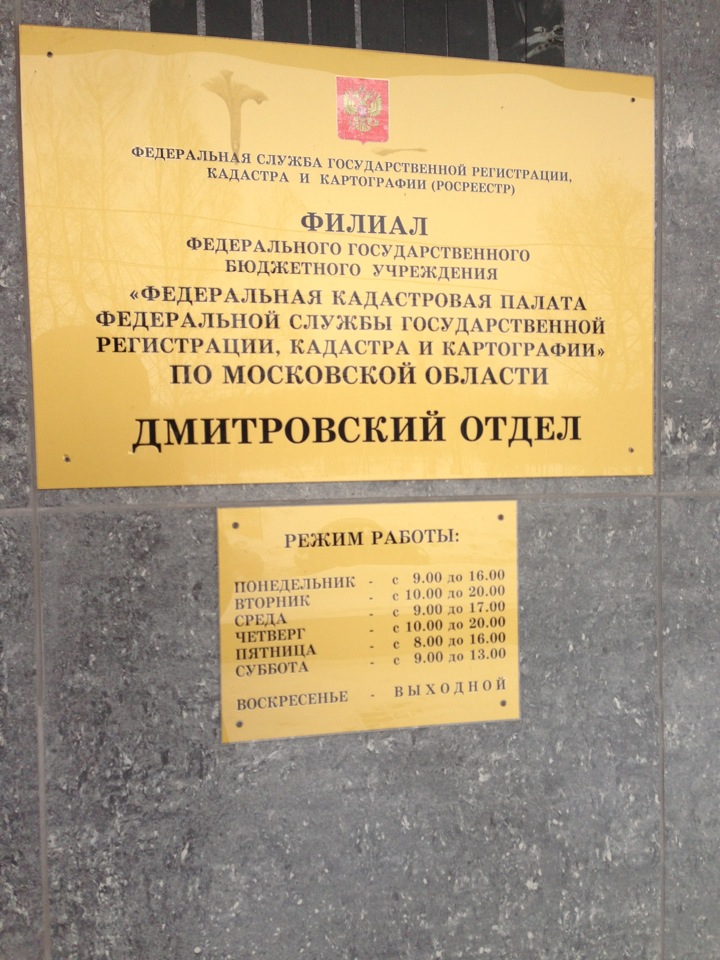 ФЕДЕРАЛЬНАЯ СЛУЖБА ГОСУДАРСТВЕННОЙ РЕГИСТРАЦИИ,
КАДАСТРА И КАРТОГРАФИИ (РОСРЕЕСТР)
ФИЛИАЛ
ФЕДЕРАЛЬНОГО ГОСУДАРСТВЕННОГО
БЮДЖЕТНОГО УЧРЕЖДЕНИЯ
«ФЕДЕРАЛЬНАЯ КАДАСТРОВАЯ ПАЛАТА
ФЕДЕРАЛЬНОЙ СЛУЖБЫ ГОСУДАРСТВЕННОЙ
РЕГИСТРАЦИИ, КАДАСТРА И КАРТОГРАФИИ»
ПО МОСКОВСКОЙ ОБЛАСТИ
ДМИТРОВСКИЙ ОТДЕЛ
РЕЖИМ РАБОТЫ:
ПОНЕДЕЛЬНИК - с 9.00 до 16.00
ВТОРНИК - с 10.00 до 20.00
СРЕДА - с 9.00 до 17.00
ЧЕТВЕРГ - с 10.00 до 20.00
ПЯТНИЦА - с 8.00 до 16.00
СУББОТА - с 9.00 до 13.00
ВОСКРЕСЕНЬЕ - ВЫХОДНОЙ